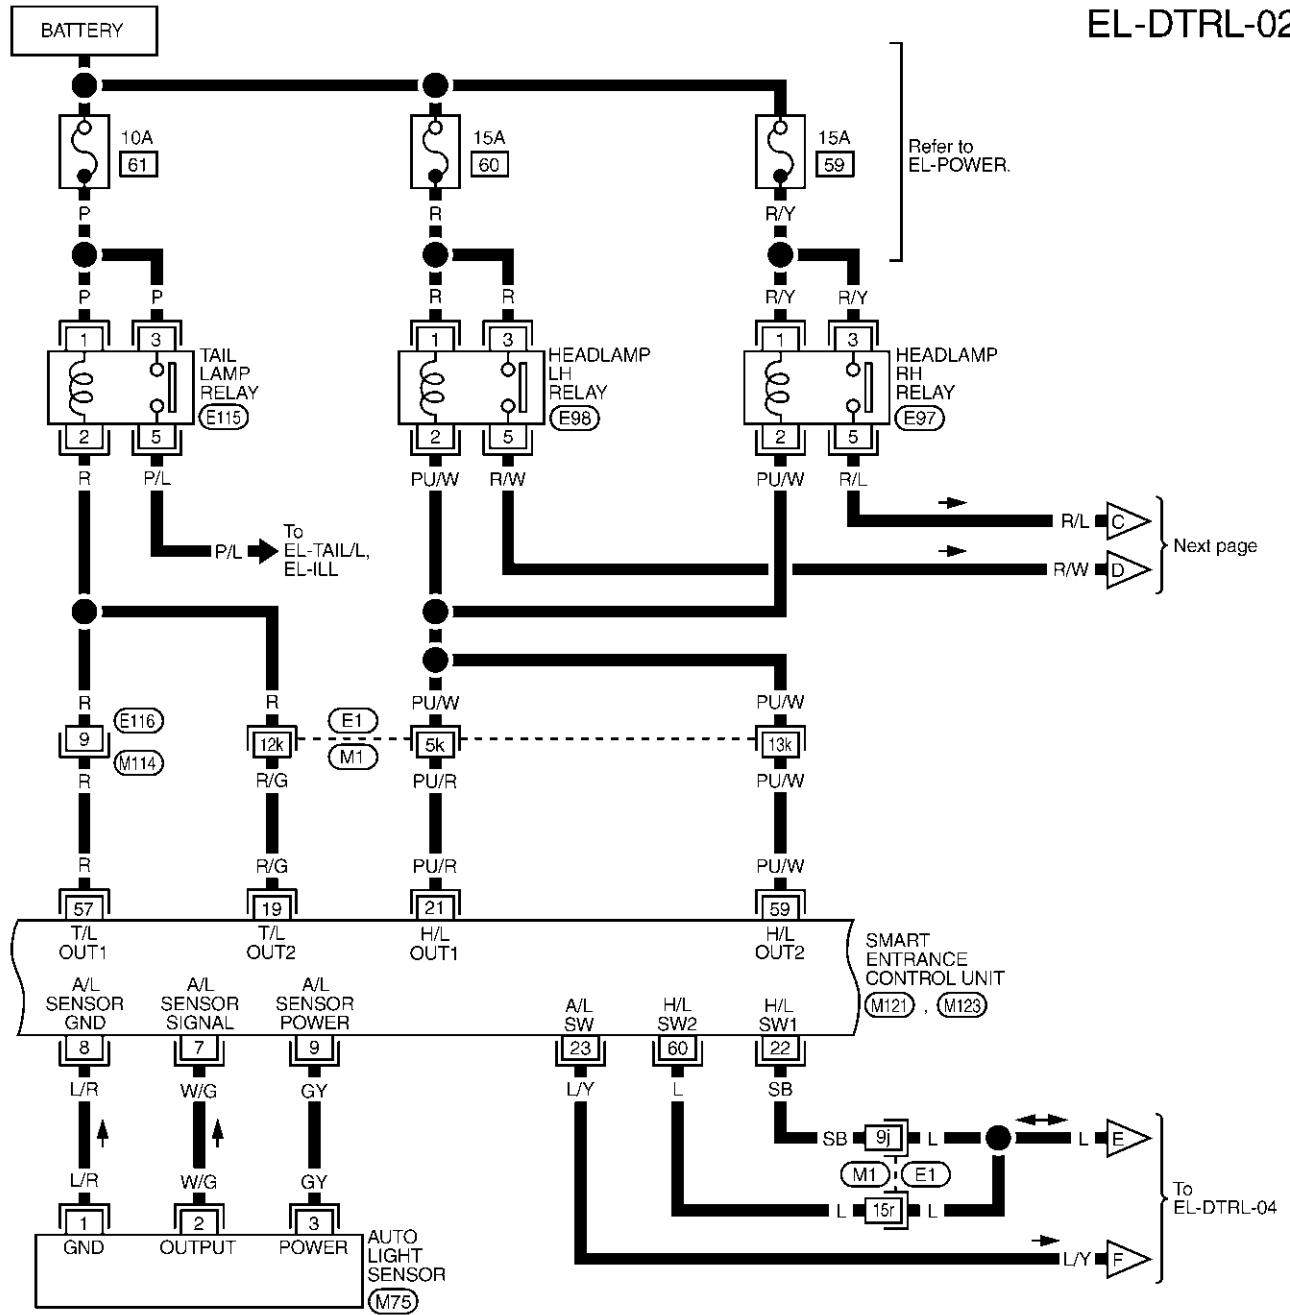 EL-DTRL-02
BATTERY
10A
61
15A
60
15A
59
Refer to
EL-POWER.
P
R
R/Y
P
P
R
R
R/Y
R/Y
1
3
1
3
1
3
TAIL
LAMP
RELAY
E115
HEADLAMP
LH
RELAY
E98
HEADLAMP
RH
RELAY
E97
2
5
2
5
2
5
R
P/L
PU/W
R/W
PU/W
R/L
P/L
To
EL-TAIL/L,
EL-ILL
R/L
C
R/W
D
Next page
R
R
PU/W
PU/W
9
E116
M114
12k
E1
M1
5k
13k
R
R/G
PU/R
PU/W
R
R/G
PU/R
PU/W
57
19
21
59
T/L
OUT1
T/L
OUT2
H/L
OUT1
H/L
OUT2
SMART
ENTRANCE
CONTROL UNIT
M121 , M123
A/L
SENSOR
GND
A/L
SENSOR
SIGNAL
A/L
SENSOR
POWER
A/L
SW
H/L
SW2
H/L
SW1
8
7
9
23
60
22
L/R
W/G
GY
L/Y
L
SB
SB
9j
L
L
E
M1
E1
L
15r
L
To
EL-DTRL-04
L/R
W/G
GY
1
2
3
GND
OUTPUT
POWER
AUTO
LIGHT
SENSOR
M75
L/Y
F